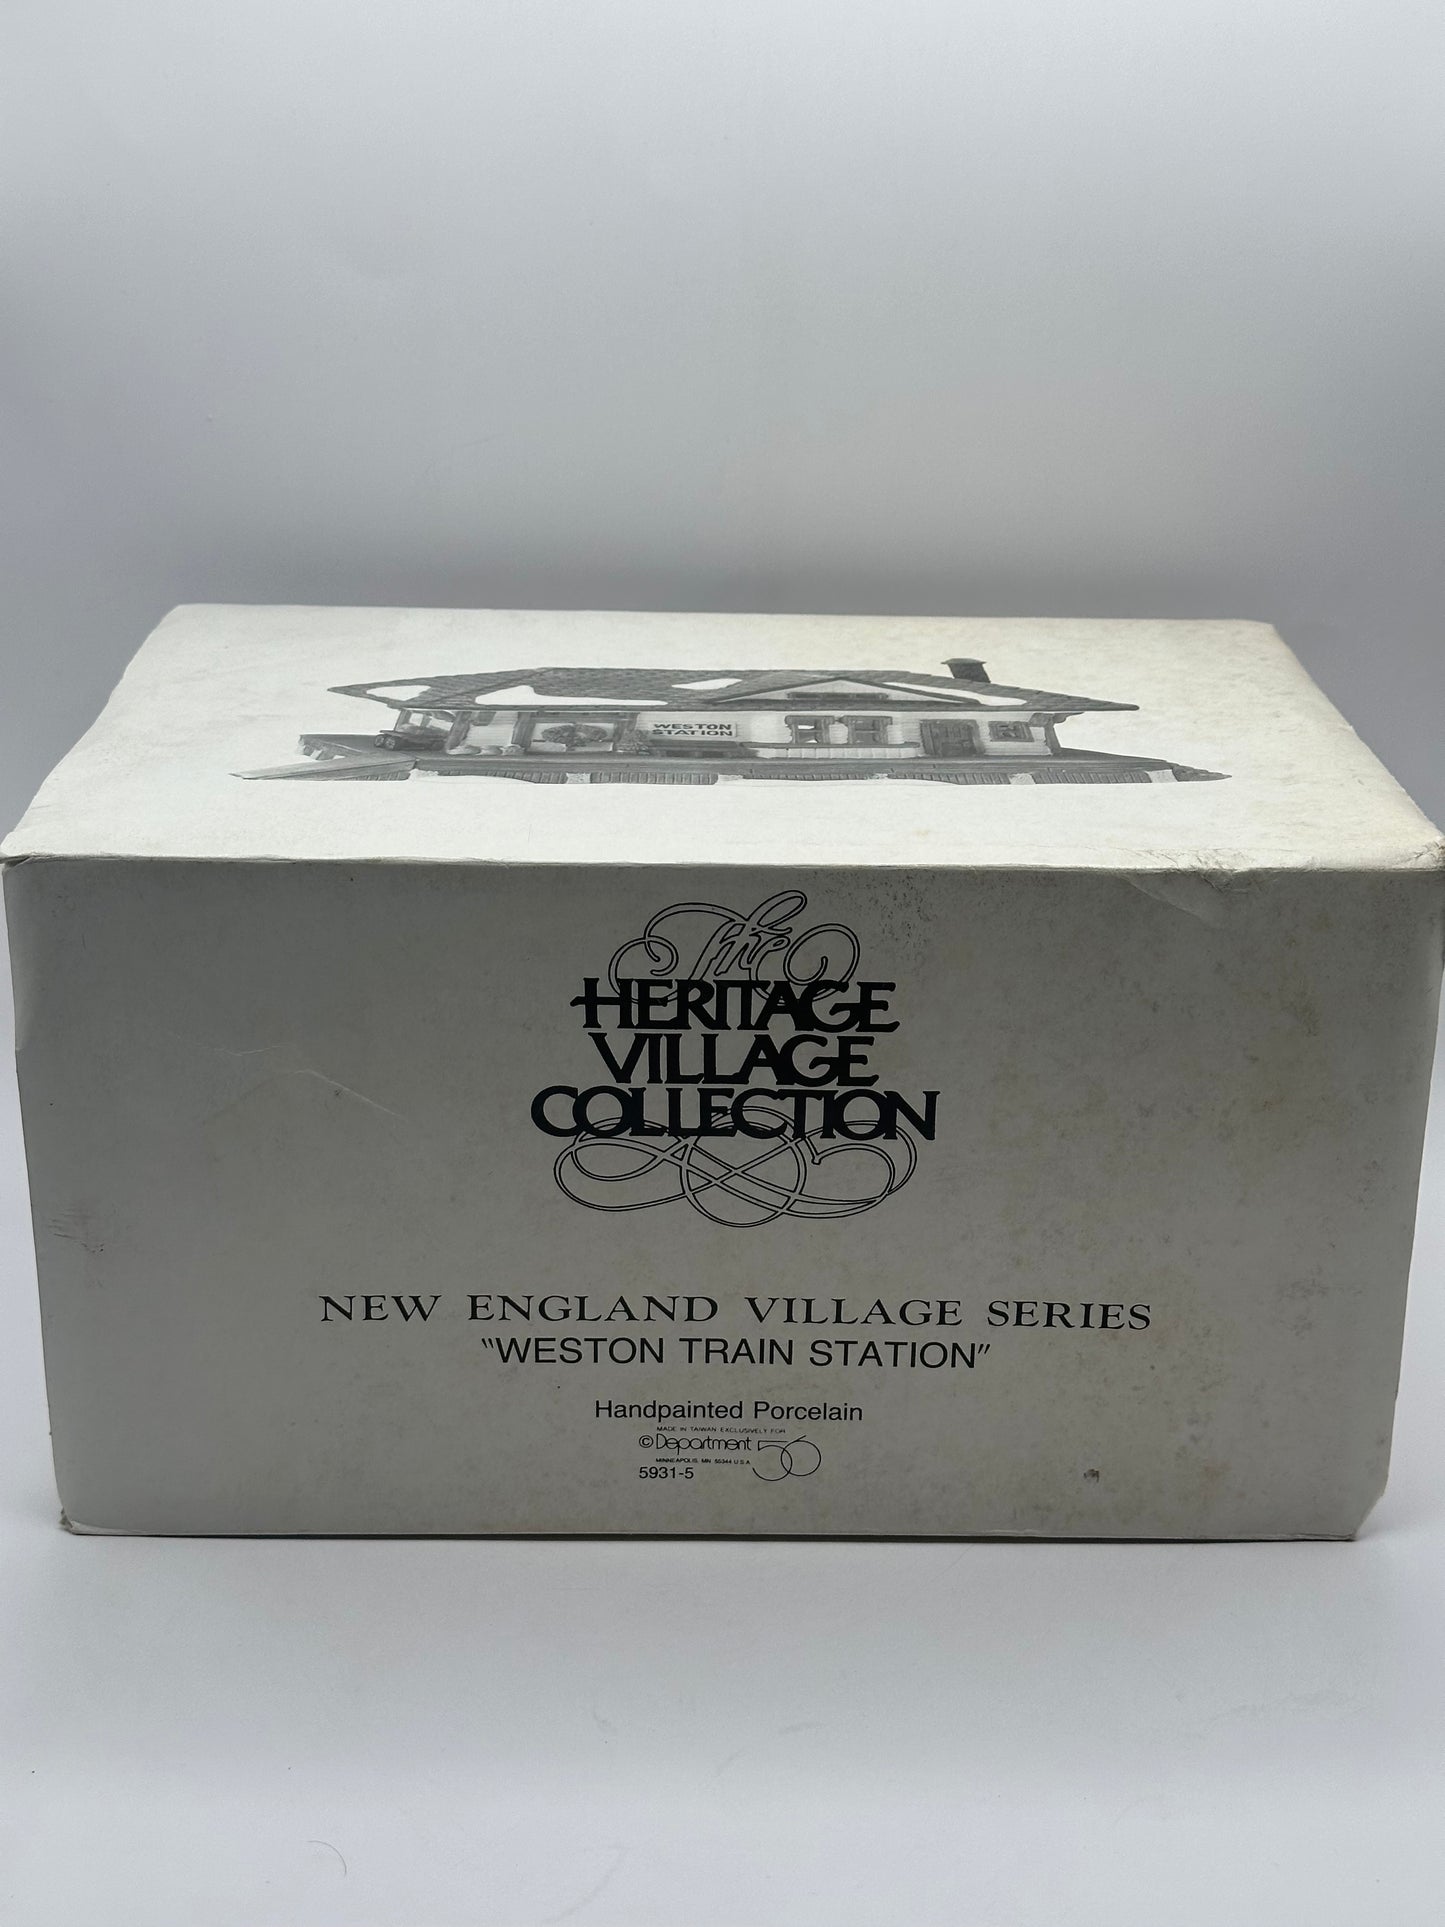 WESTON
STATION
The
HERITAGE
VILLAGE
COLLECTION
NEW ENGLAND VILLAGE SERIES
"WESTON TRAIN STATION"
Handpainted Porcelain
MADE IN TAIWAN EXCLUSIVELY FOR
© Department 56
MINNEAPOLIS, MN 55344 U.S.A.
5931-5